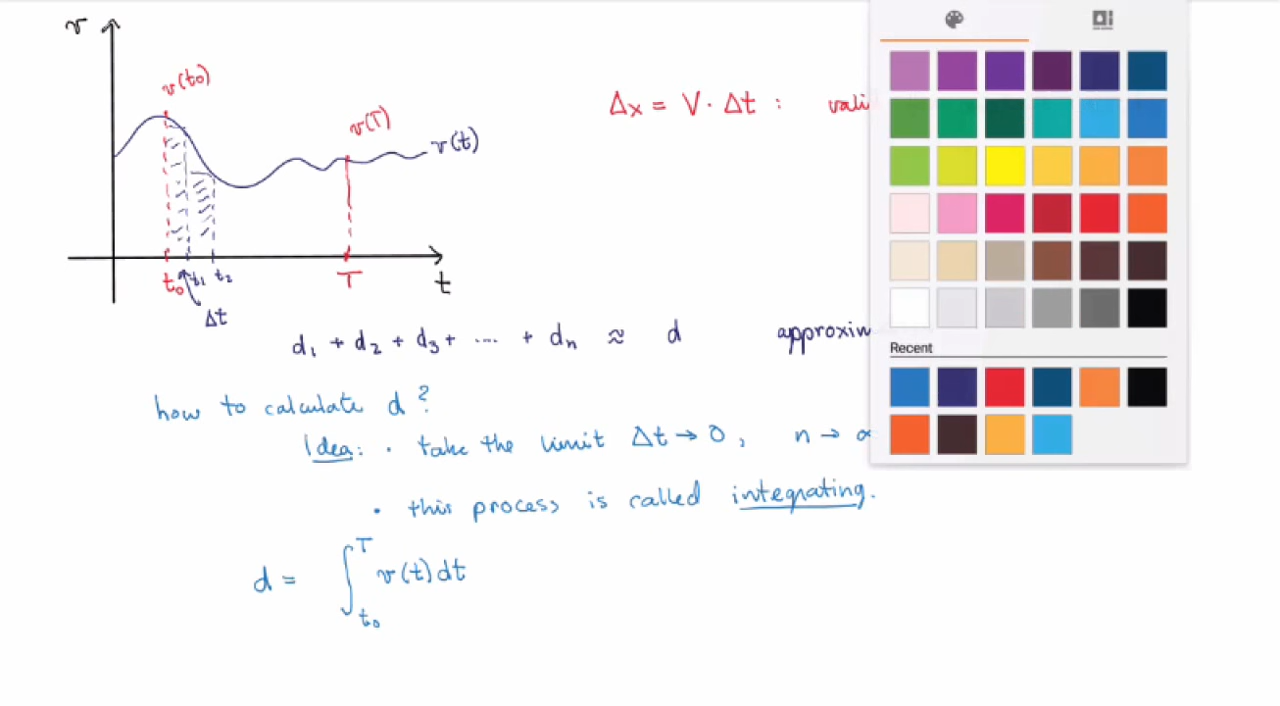 v
v(t₀)
v(T)
v(t)
Δx = V · Δt :
t₀ t₁ t₂ T t
Δt
d₁ + d₂ + d₃ + .... + dₙ ≈ d
how to calculate d?
Idea: · take the limit Δt → 0, n →
Recent
· this process is called integrating.
d = ∫ₜ₀ᵀ v(t) dt